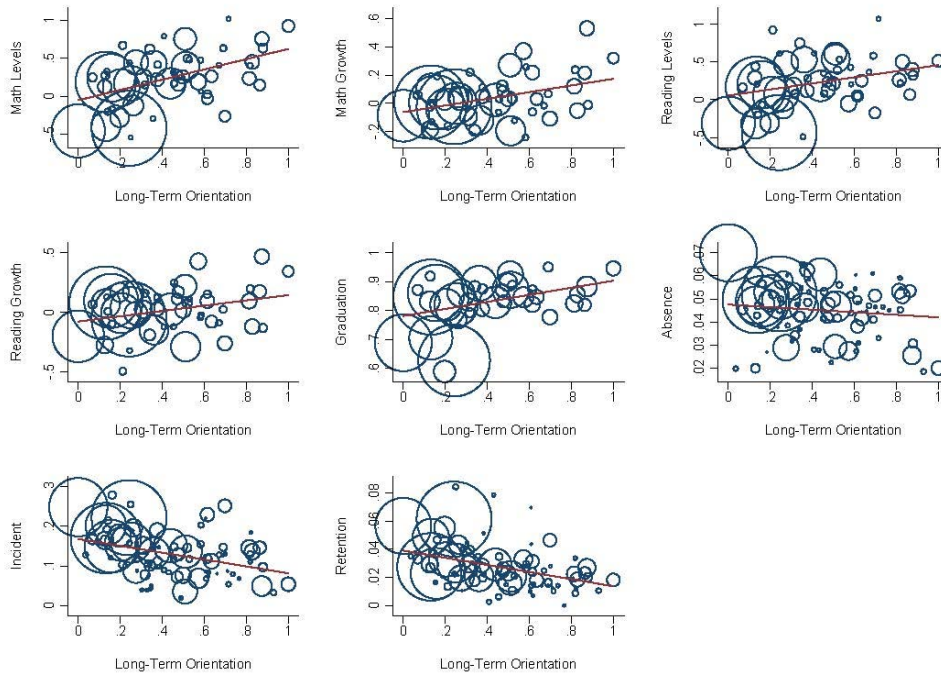 Math Levels
-.5 0 .5 1
0 .2 .4 .6 .8 1
Long-Term Orientation
Math Growth
-.2 0 .2 .4 .6
0 .2 .4 .6 .8 1
Long-Term Orientation
Reading Levels
-.5 0 .5 1
0 .2 .4 .6 .8 1
Long-Term Orientation
Reading Growth
-.5 0 .5
0 .2 .4 .6 .8 1
Long-Term Orientation
Graduation
.6 .7 .8 .9 1
0 .2 .4 .6 .8 1
Long-Term Orientation
Absence
.02 .03 .04 .05 .06 .07
0 .2 .4 .6 .8 1
Long-Term Orientation
Incident
0 .1 .2 .3
0 .2 .4 .6 .8 1
Long-Term Orientation
Retention
0 .02 .04 .06 .08
0 .2 .4 .6 .8 1
Long-Term Orientation